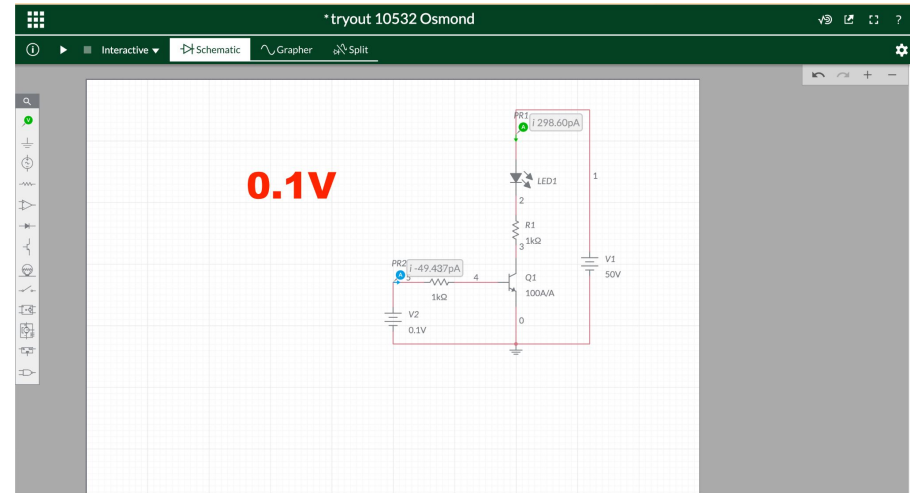 *tryout 10532 Osmond
?
Interactive ▾ Schematic Grapher Split
PR1
A i 298.60pA
V
0.1V
LED1
1
2
R1
1kΩ
3
V1
50V
PR2
A i -49.437pA
5 4
Q1
1kΩ
100A/A
V2
0.1V
0